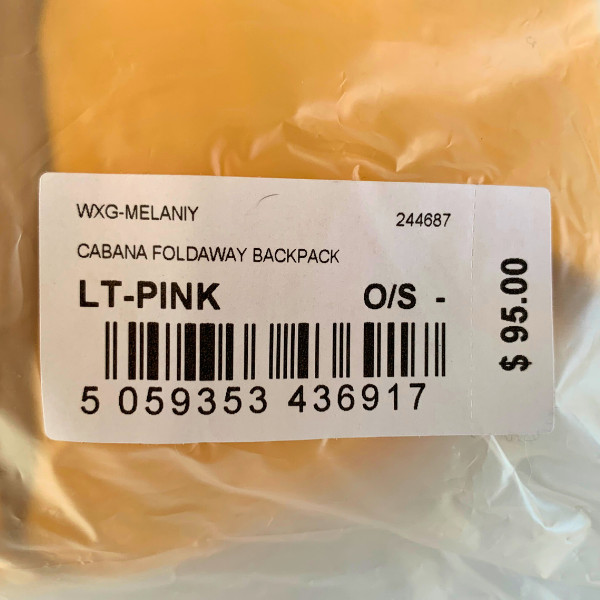 WXG-MELANIY 244687
CABANA FOLDAWAY BACKPACK
LT-PINK O/S -
5 059353 436917
$ 95.00